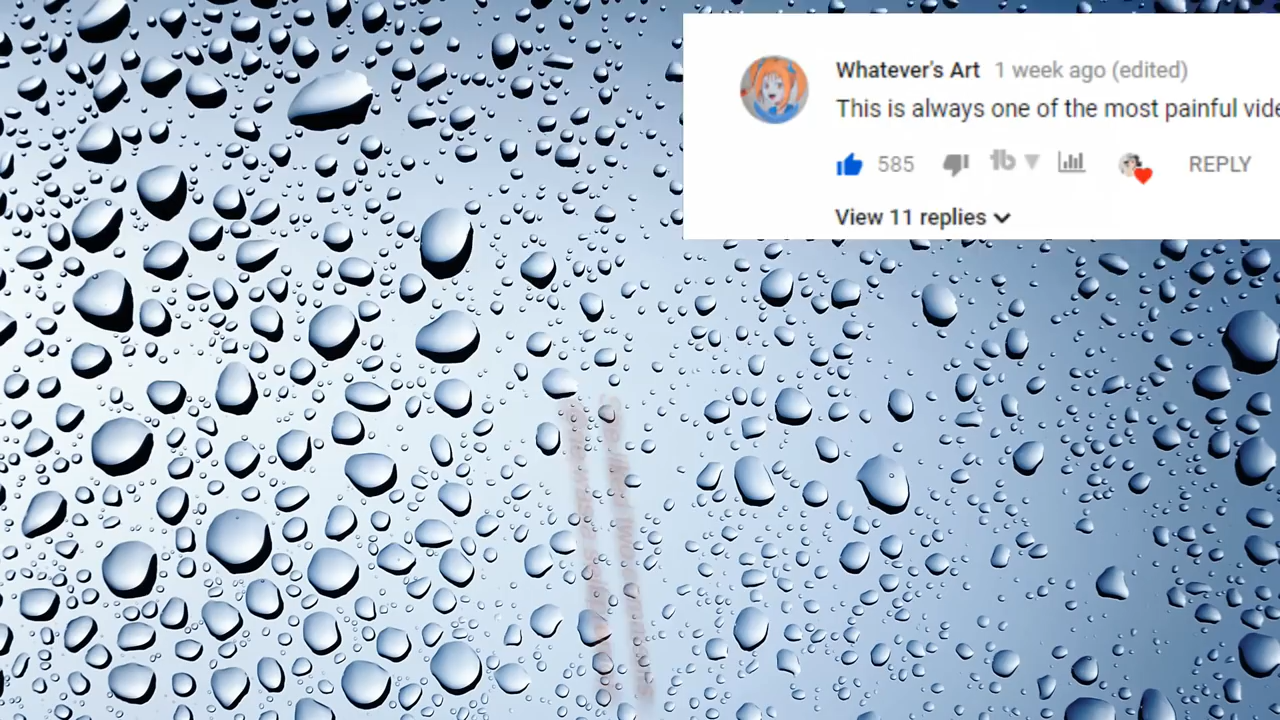 Whatever's Art 1 week ago (edited)
This is always one of the most painful
585 REPLY
View 11 replies